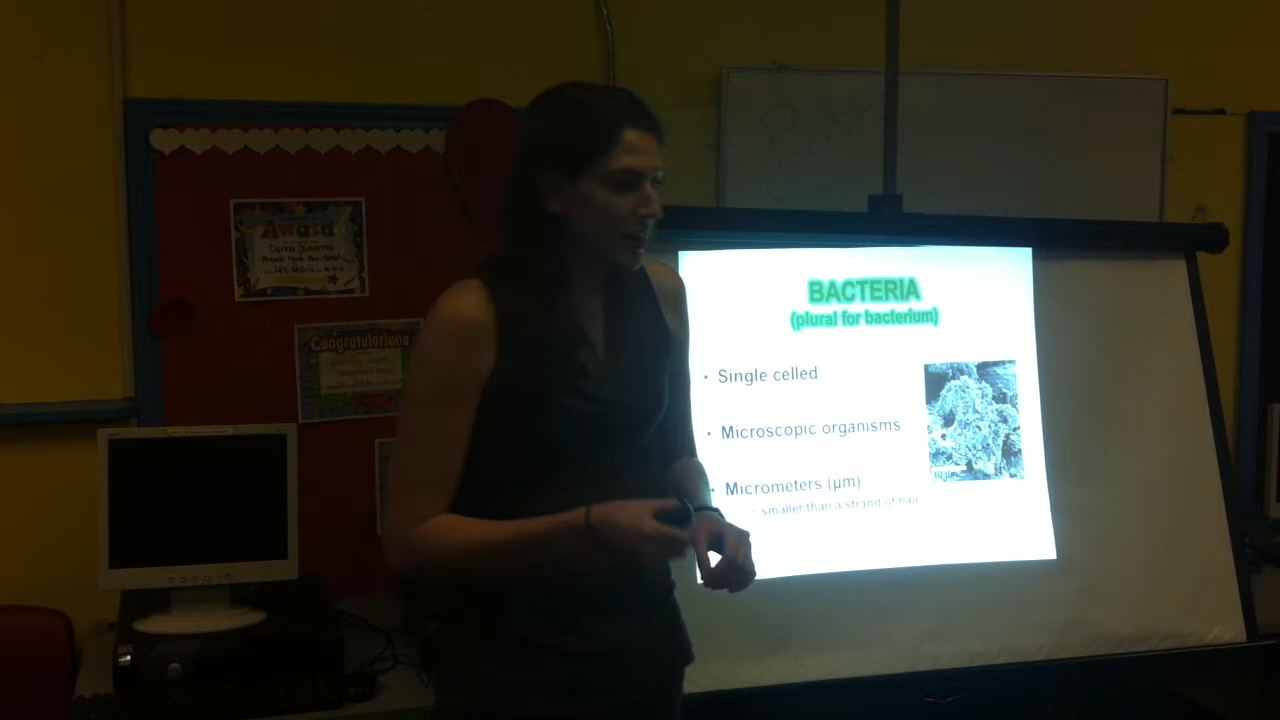 Award
Congratulations
BACTERIA
(plural for bacterium)
• Single celled
• Microscopic organisms
• Micrometers (µm)
smaller than a strand of hair